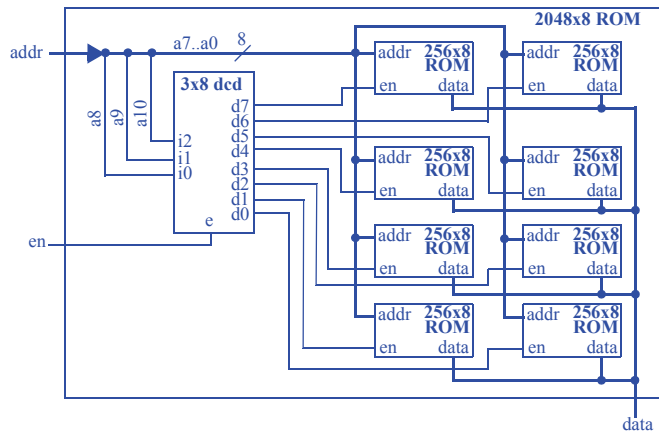 2048x8 ROM
addr
a7..a0 8
a8
a9
a10
3x8 dcd
i2
i1
i0
e
d7
d6
d5
d4
d3
d2
d1
d0
en
addr 256x8
ROM
en data
addr 256x8
ROM
en data
addr 256x8
ROM
en data
addr 256x8
ROM
en data
addr 256x8
ROM
en data
addr 256x8
ROM
en data
addr 256x8
ROM
en data
addr 256x8
ROM
en data
data